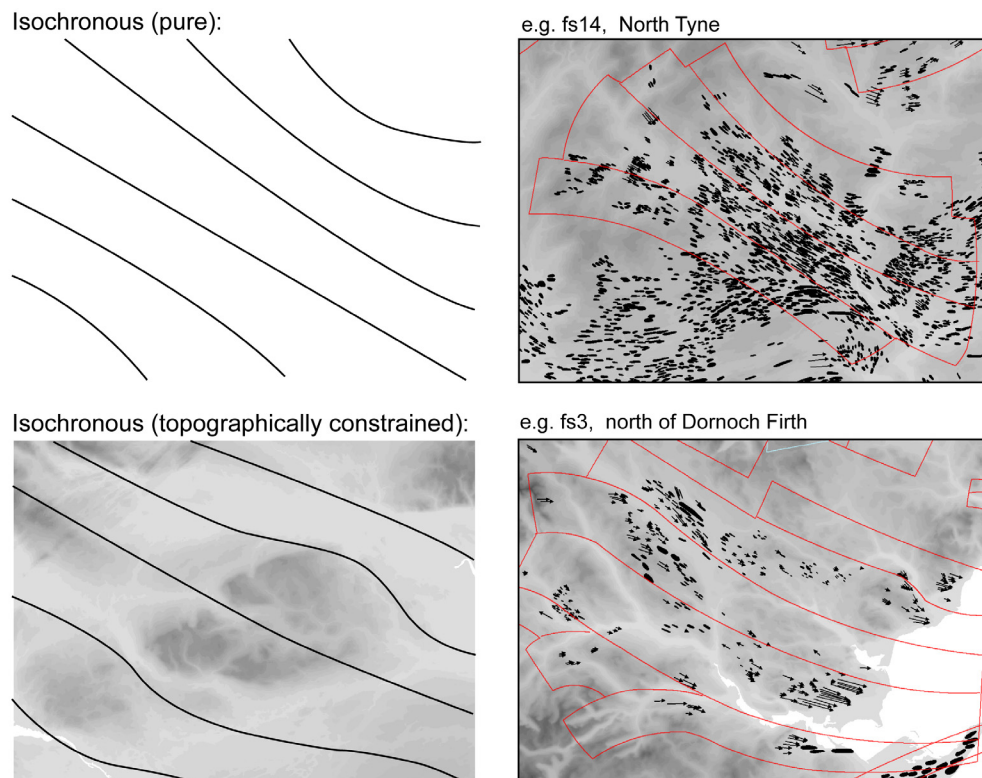 Isochronous (pure):
e.g. fs14, North Tyne
Isochronous (topographically constrained):
e.g. fs3, north of Dornoch Firth